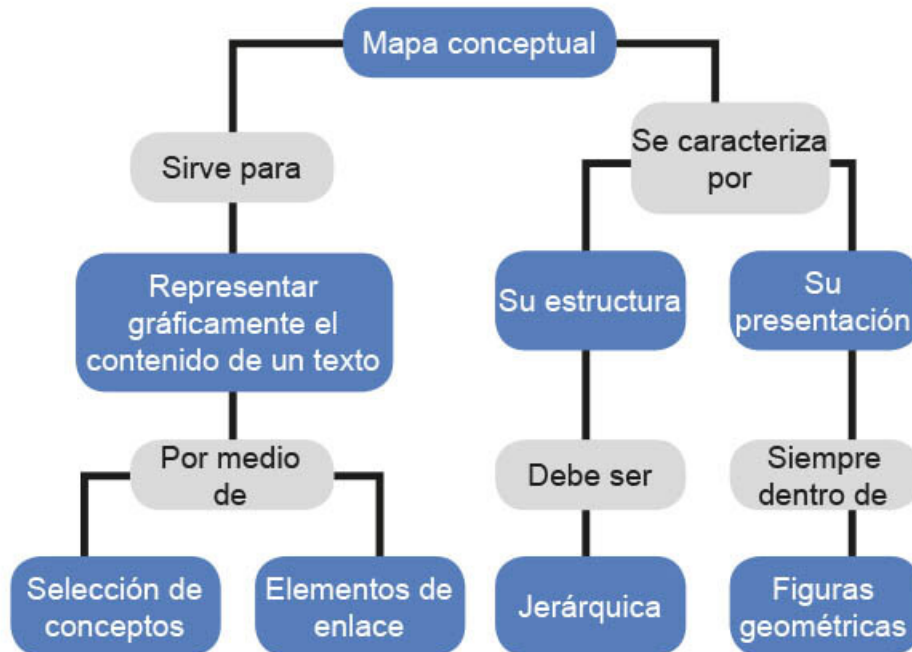 Mapa conceptual
Sirve para
Se caracteriza
por
Representar
gráficamente el
contenido de un texto
Su estructura
Su
presentación
Por medio
de
Debe ser
Siempre
dentro de
Selección de
conceptos
Elementos de
enlace
Jerárquica
Figuras
geométricas